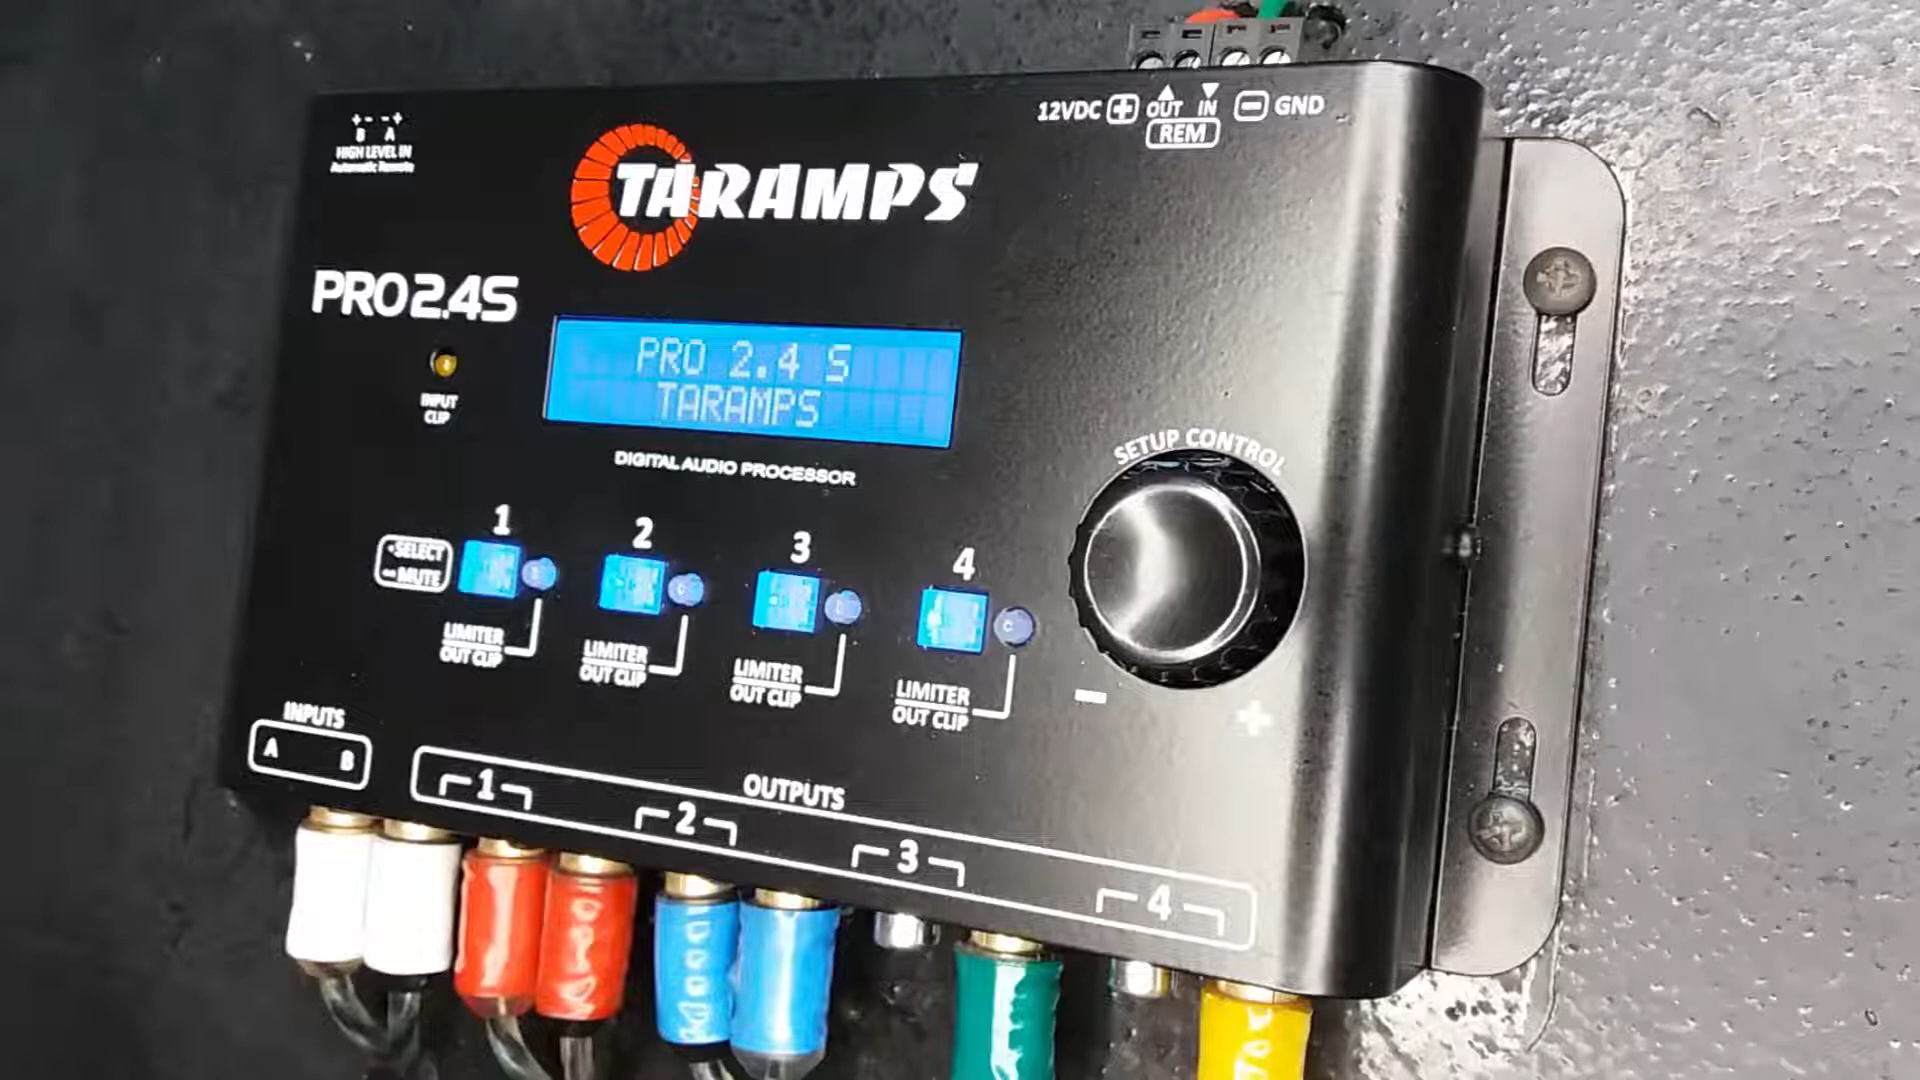 + - - +
B A
HIGH LEVEL IN
Automatic Remote
TARAMPS
12VDC + OUT IN - GND
REM
PRO2.4S
INPUT
CLIP
PRO 2.4 S
TARAMPS
DIGITAL AUDIO PROCESSOR
SETUP CONTROL
- +
1 2 3 4
•SELECT
━MUTE
LIMITER
OUT CLIP
LIMITER
OUT CLIP
LIMITER
OUT CLIP
LIMITER
OUT CLIP
INPUTS
A B
OUTPUTS
1 2 3 4